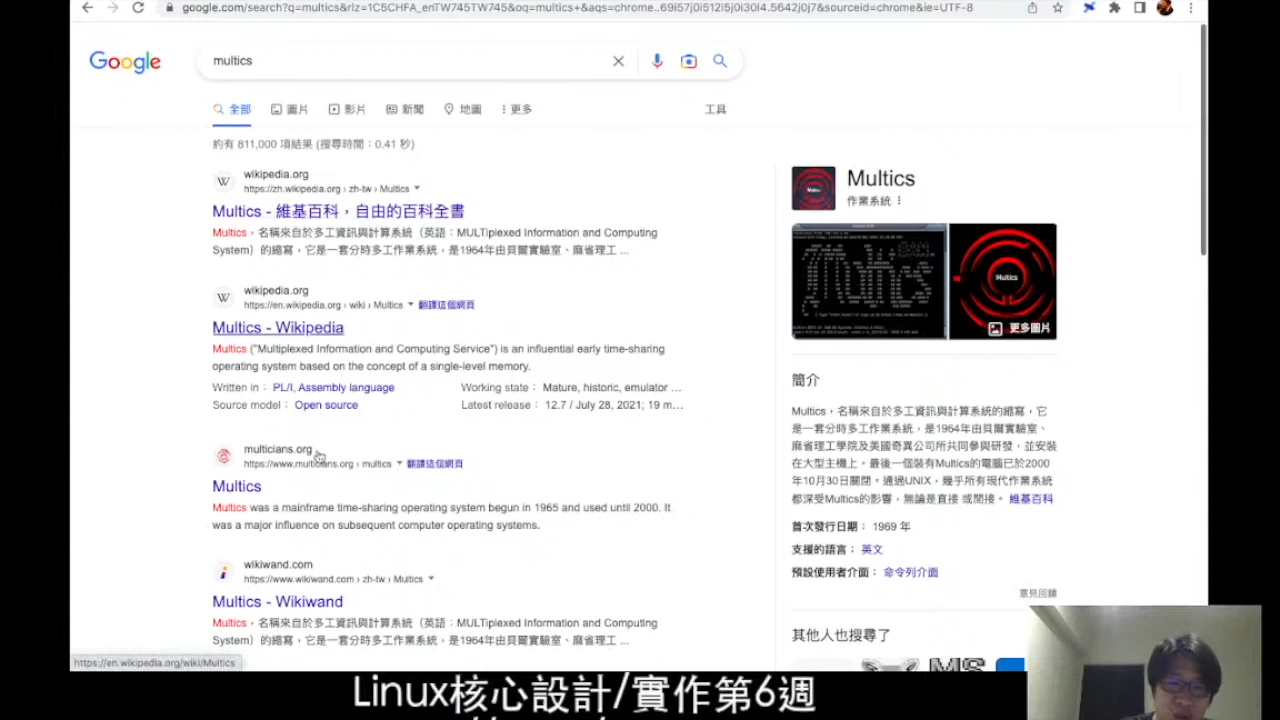 google.com/search?q=multics&rlz=1C5CHFA_enTW745TW745&oq=multics+&aqs=chrome..69i57j0i512l5j0i30l4.5642j0j7&sourceid=chrome&ie=UTF-8
Google
multics
全部 圖片 影片 新聞 地圖 更多 工具
約有 811,000 項結果 (搜尋時間：0.41 秒)
wikipedia.org
https://zh.wikipedia.org › zh-tw › Multics
Multics - 維基百科，自由的百科全書
Multics，名稱來自於多工資訊與計算系統（英語：MULTiplexed Information and Computing
System）的縮寫，它是一套分時多工作業系統，是1964年由貝爾實驗室、麻省理工 ...
wikipedia.org
https://en.wikipedia.org › wiki › Multics 翻譯這個網頁
Multics - Wikipedia
Multics ("Multiplexed Information and Computing Service") is an influential early time-sharing
operating system based on the concept of a single-level memory.
Written in： PL/I, Assembly language Working state： Mature, historic, emulator ...
Source model： Open source Latest release： 12.7 / July 28, 2021; 19 m...
multicians.org
https://www.multicians.org › multics 翻譯這個網頁
Multics
Multics was a mainframe time-sharing operating system begun in 1965 and used until 2000. It
was a major influence on subsequent computer operating systems.
wikiwand.com
https://www.wikiwand.com › zh-tw › Multics
Multics - Wikiwand
Multics，名稱來自於多工資訊與計算系統（英語：MULTiplexed Information and Computing
System）的縮寫，它是一套分時多工作業系統，是1964年由貝爾實驗室、麻省理工 ...
https://en.wikipedia.org/wiki/Multics
Multics
作業系統
Multics
更多圖片
簡介
Multics，名稱來自於多工資訊與計算系統的縮寫，它
是一套分時多工作業系統，是1964年由貝爾實驗室、
麻省理工學院及美國奇異公司所共同參與研發，並安裝
在大型主機上。最後一個裝有Multics的電腦已於2000
年10月30日關閉。通過UNIX，幾乎所有現代作業系統
都深受Multics的影響，無論是直接 或間接。 維基百科
首次發行日期： 1969 年
支援的語言： 英文
預設使用者介面： 命令列介面
意見回饋
其他人也搜尋了
Linux核心設計/實作第6週